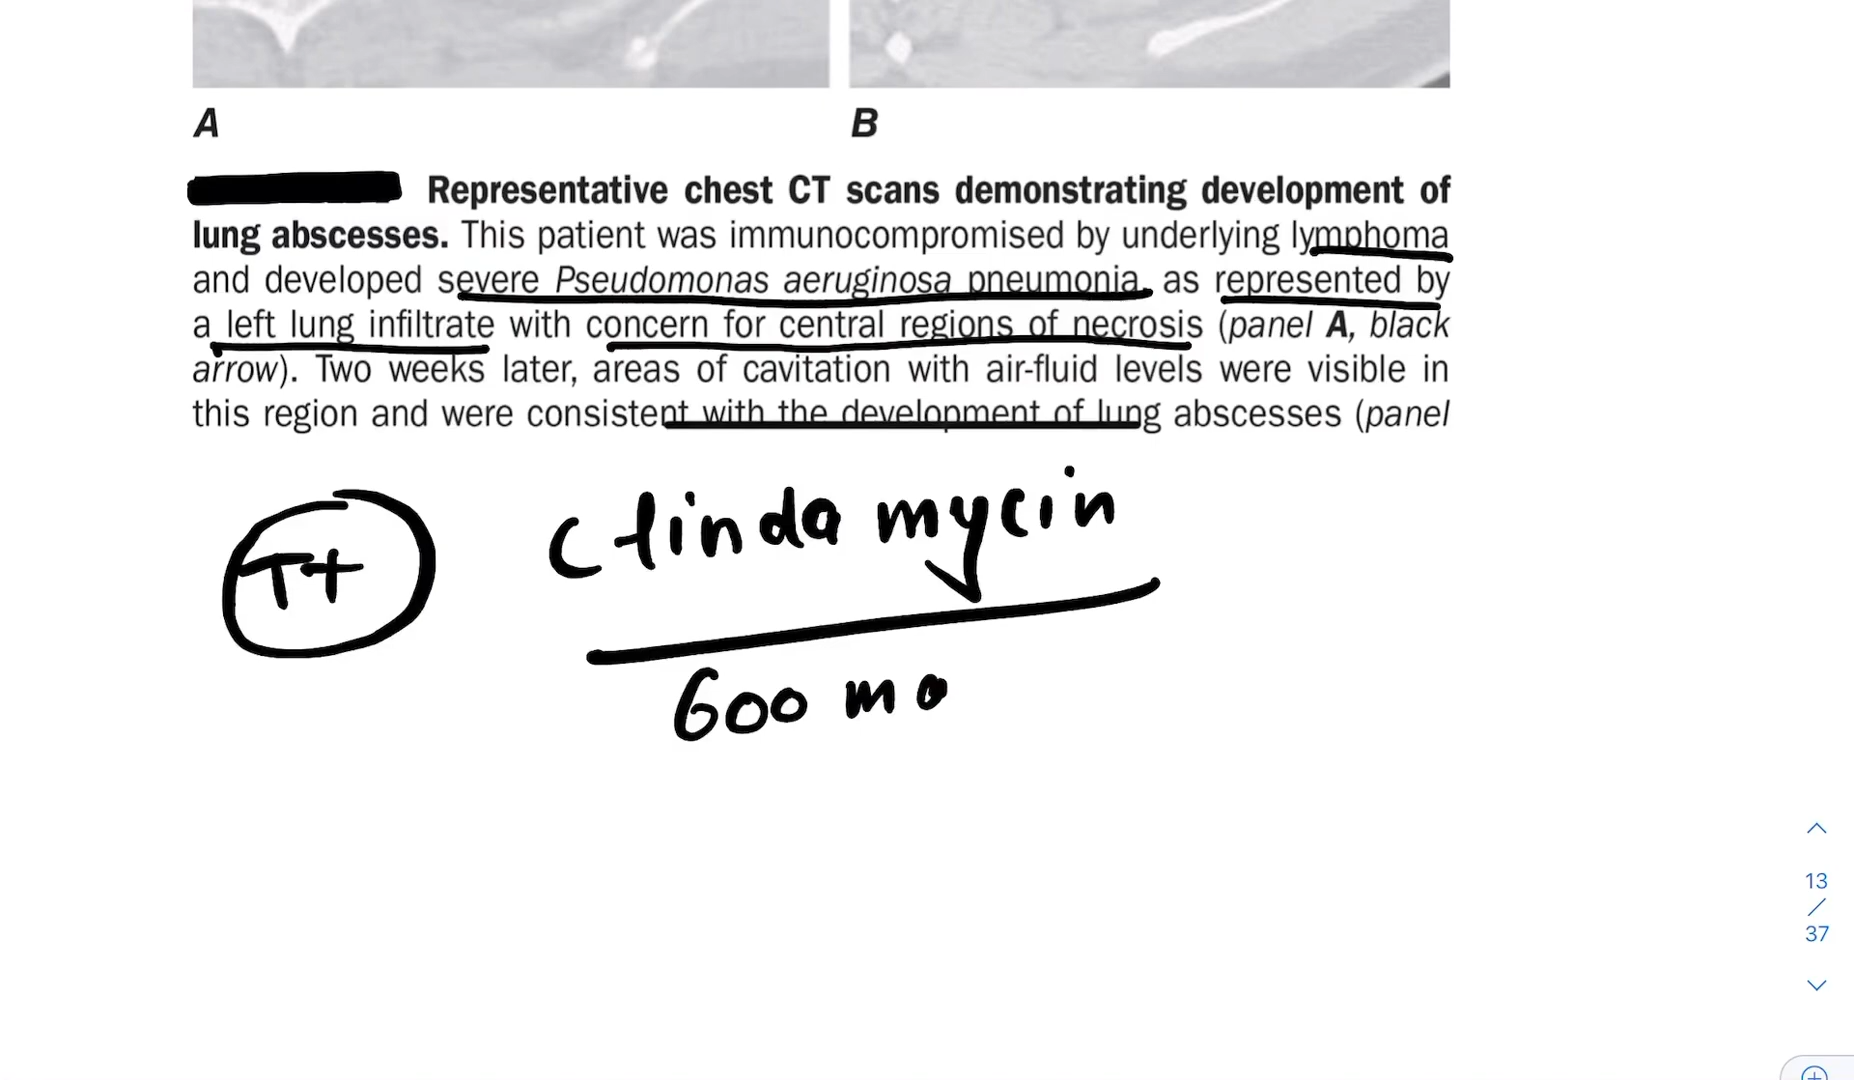 A B
Representative chest CT scans demonstrating development of
lung abscesses. This patient was immunocompromised by underlying lymphoma
and developed severe Pseudomonas aeruginosa pneumonia, as represented by
a left lung infiltrate with concern for central regions of necrosis (panel A, black
arrow). Two weeks later, areas of cavitation with air-fluid levels were visible in
this region and were consistent with the development of lung abscesses (panel
T+ Clindamycin
600 m
13
/
37